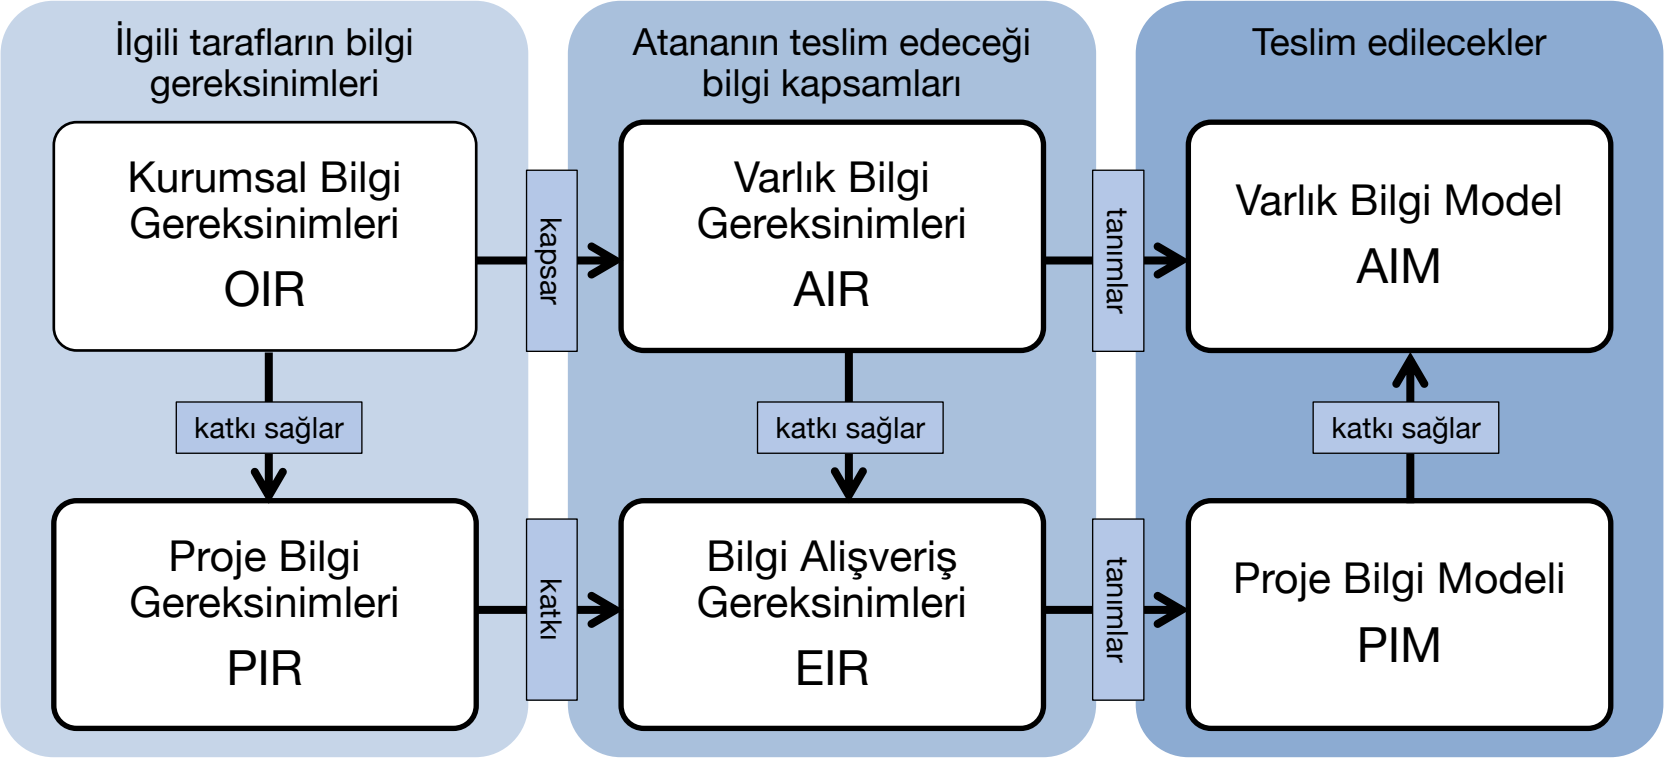 İlgili tarafların bilgi
gereksinimleri
Kurumsal Bilgi
Gereksinimleri
OIR
katkı sağlar
Proje Bilgi
Gereksinimleri
PIR
kapsar
katkı
Atananın teslim edeceği
bilgi kapsamları
Varlık Bilgi
Gereksinimleri
AIR
katkı sağlar
Bilgi Alişveriş
Gereksinimleri
EIR
tanımlar
tanımlar
Teslim edilecekler
Varlık Bilgi Model
AIM
katkı sağlar
Proje Bilgi Modeli
PIM